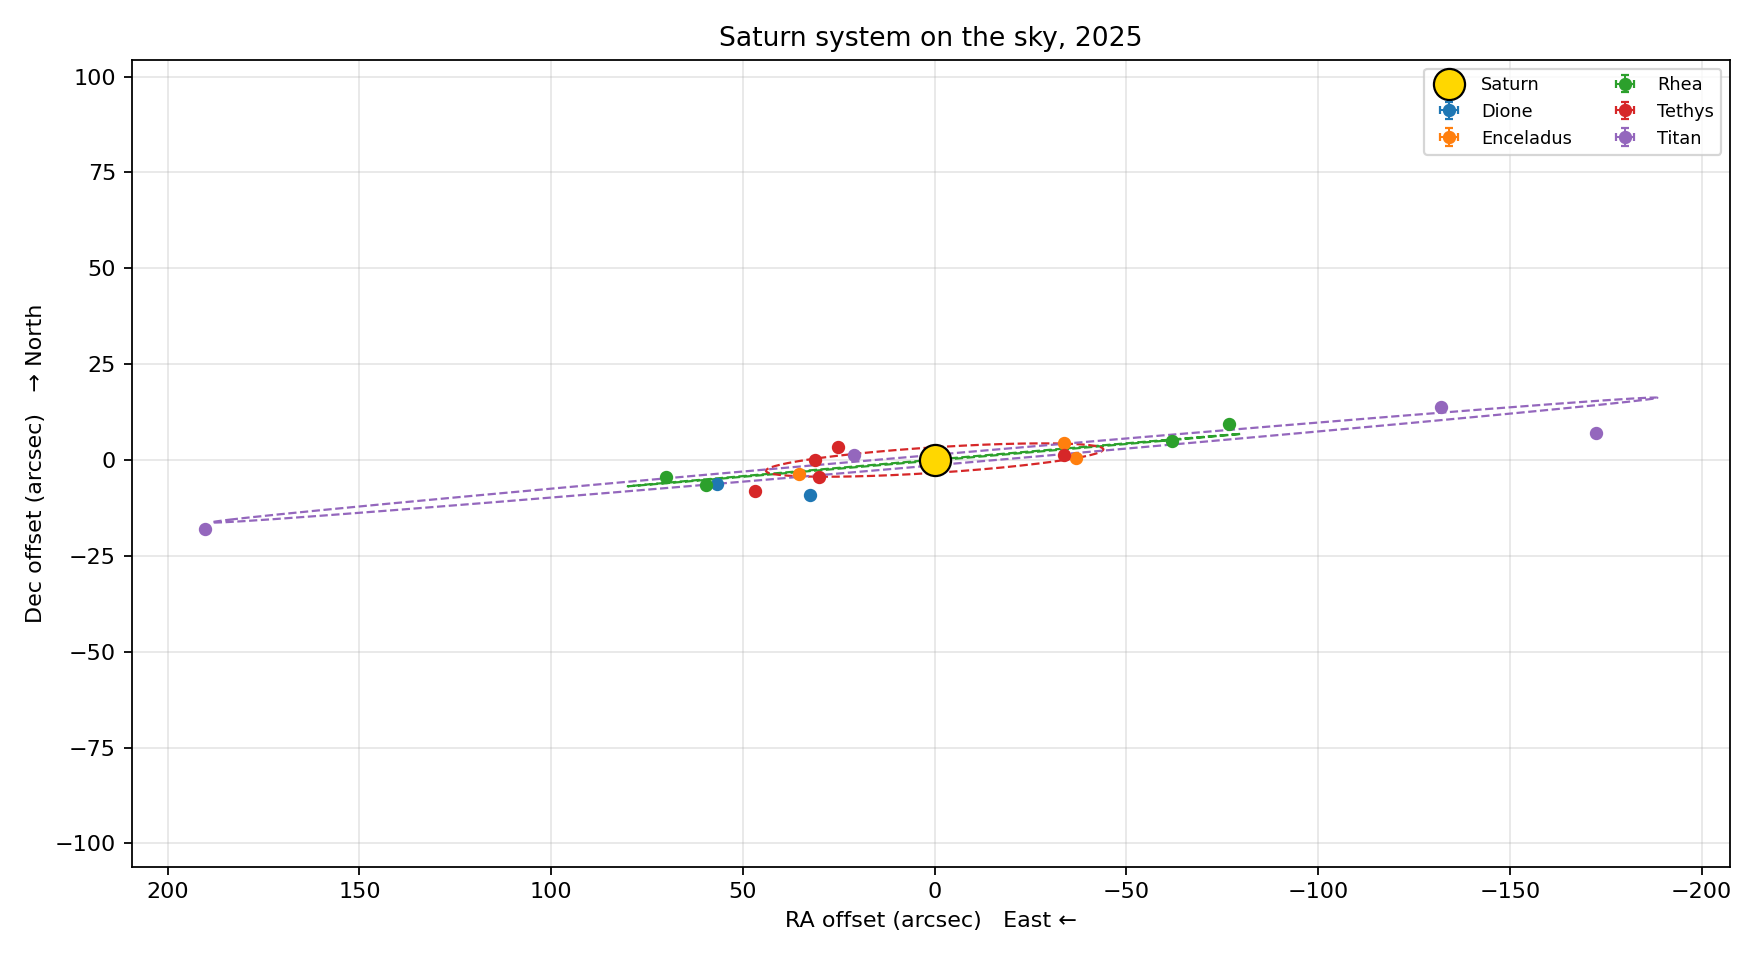 Saturn system on the sky, 2025
Saturn
Dione
Enceladus
Rhea
Tethys
Titan
Dec offset (arcsec) → North
100
75
50
25
0
−25
−50
−75
−100
200 150 100 50 0 −50 −100 −150 −200
RA offset (arcsec) East ←